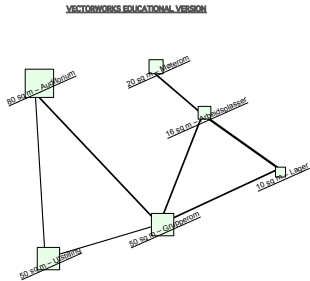 VECTORWORKS EDUCATIONAL VERSION
20 sq m – Møterom
80 sq m – Auditorium
16 sq m – Arbeidsplasser
10 sq m – Lager
50 sq m – Grupperom
50 sq m – Utstilling